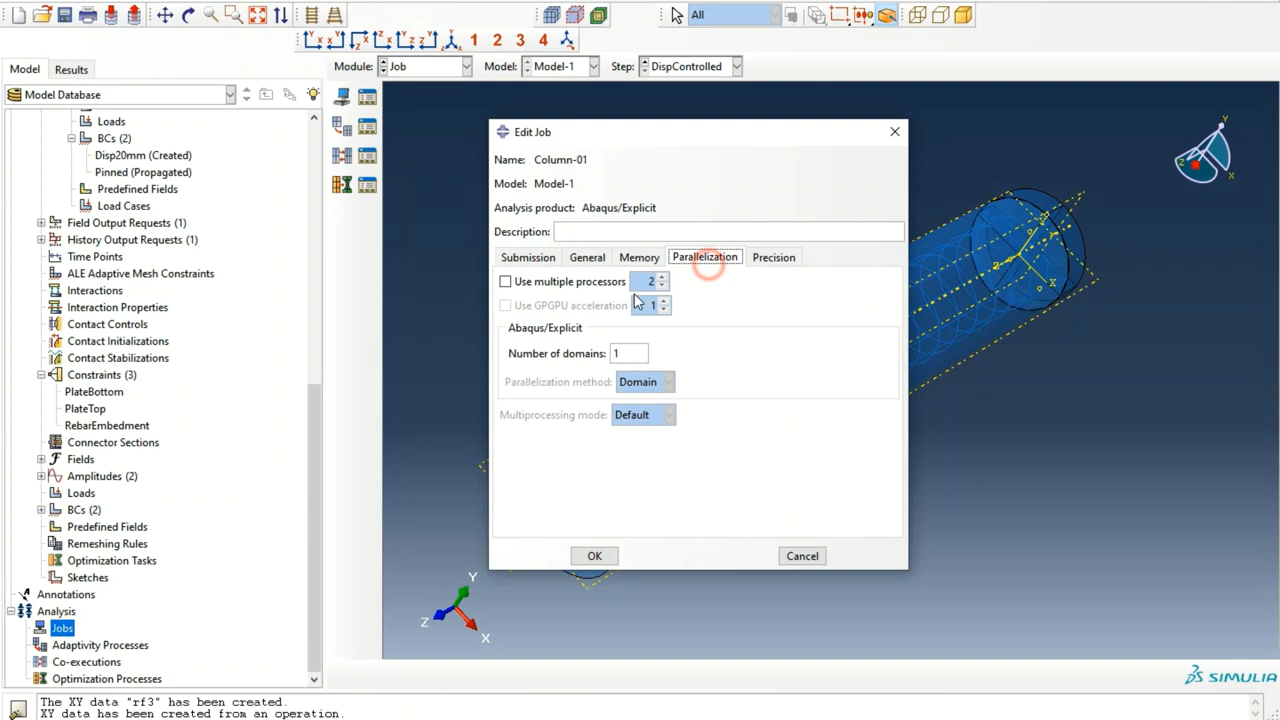 All
1 2 3 4
Model Results
Module: Job Model: Model-1 Step: DispControlled
Model Database
Loads
BCs (2)
Disp20mm (Created)
Pinned (Propagated)
Predefined Fields
Load Cases
Field Output Requests (1)
History Output Requests (1)
Time Points
ALE Adaptive Mesh Constraints
Interactions
Interaction Properties
Contact Controls
Contact Initializations
Contact Stabilizations
Constraints (3)
PlateBottom
PlateTop
RebarEmbedment
Connector Sections
Fields
Amplitudes (2)
Loads
BCs (2)
Predefined Fields
Remeshing Rules
Optimization Tasks
Sketches
Annotations
Analysis
Jobs
Adaptivity Processes
Co-executions
Optimization Processes
Edit Job
Name: Column-01
Model: Model-1
Analysis product: Abaqus/Explicit
Description:
Submission General Memory Parallelization Precision
Use multiple processors 2
Use GPGPU acceleration 1
Abaqus/Explicit
Number of domains: 1
Parallelization method: Domain
Multiprocessing mode: Default
OK Cancel
Y
Z
X
X
Z
Y
Z
X
SIMULIA
The XY data "rf3" has been created.
XY data has been created from an operation.